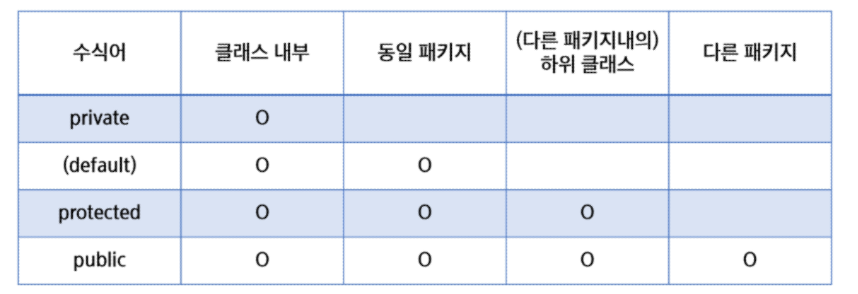 수식어 클래스 내부 동일 패키지 (다른 패키지내의) 하위 클래스 다른 패키지
private O
(default) O O
protected O O O
public O O O O